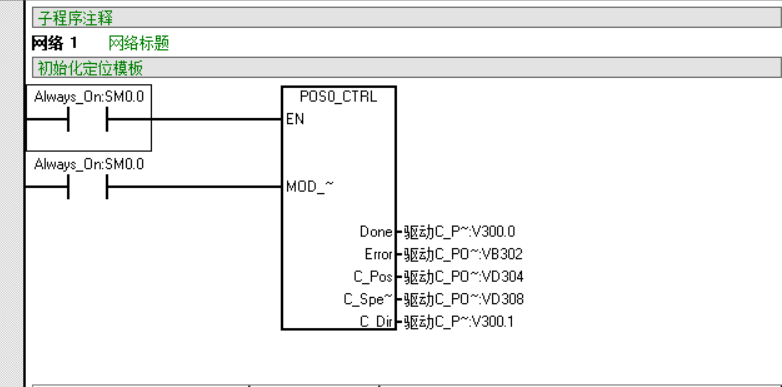 子程序注释
网络 1 网络标题
初始化定位模板
Always_On:SM0.0
POS0_CTRL
EN
Always_On:SM0.0
MOD_~
Done 驱动C_P~:V300.0
Error 驱动C_PO~:VB302
C_Pos 驱动C_PO~:VD304
C_Spe~ 驱动C_PO~:VD308
C_Dir 驱动C_P~:V300.1